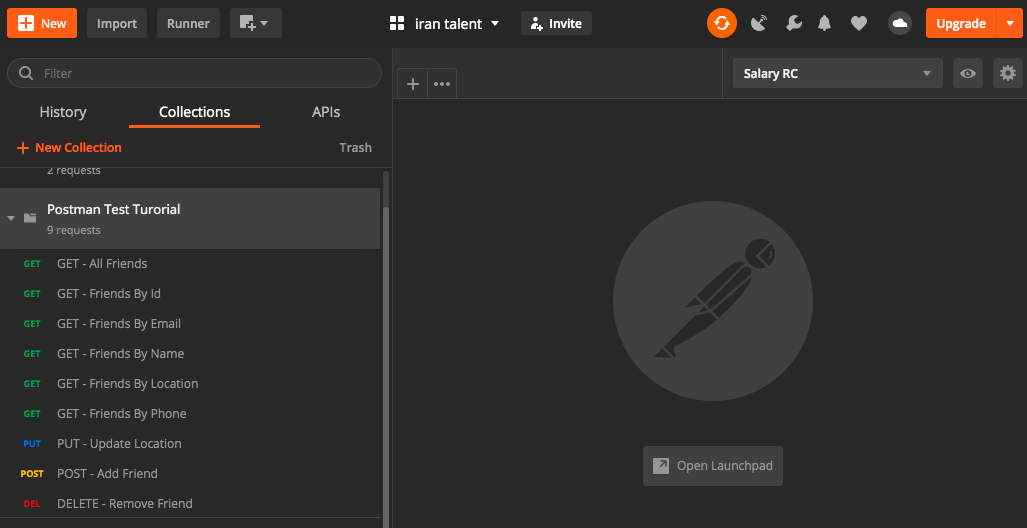 New
Import
Runner
iran talent
Invite
Upgrade
Filter
Salary RC
History
Collections
APIs
New Collection
Trash
2 requests
Postman Test Turorial
9 requests
GET GET - All Friends
GET GET - Friends By Id
GET GET - Friends By Email
GET GET - Friends By Name
GET GET - Friends By Location
GET GET - Friends By Phone
PUT PUT - Update Location
POST POST - Add Friend
DEL DELETE - Remove Friend
Open Launchpad